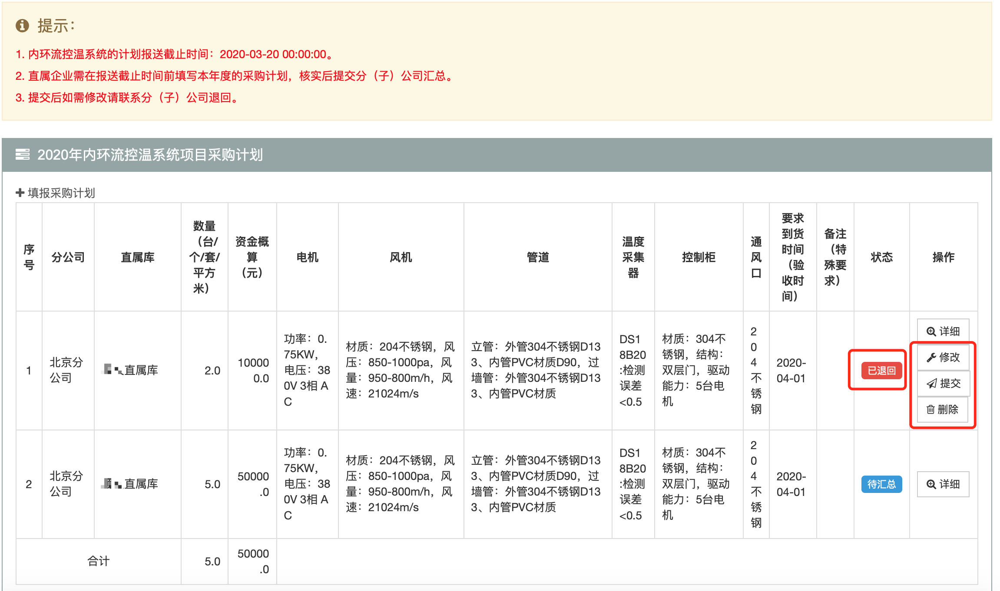 提示：
1. 内环流控温系统的计划报送截止时间：2020-03-20 00:00:00。
2. 直属企业需在报送截止时间前填写本年度的采购计划，核实后提交分（子）公司汇总。
3. 提交后如需修改请联系分（子）公司退回。
2020年内环流控温系统项目采购计划
填报采购计划
序
号
分公司
直属库
数量
（台/
个/套/
平方
米）
资金概
算
（元）
电机
风机
管道
温度
采集
器
控制柜
通
风
口
要求
到货
时间
（验
收时
间）
备注
（特
殊要
求）
状态
操作
1
北京分
公司
直属库
2.0
10000
0.0
功率：0.
75KW，
电压：38
0V 3相 A
C
材质：204不锈钢，风
压：850-1000pa，风
量：950-800m/h，风
速：21024m/s
立管：外管304不锈钢D13
3、内管PVC材质D90，过
墙管：外管304不锈钢D13
3、内管PVC材质
DS1
8B20
:检测
误差
<0.5
材质：304不
锈钢，结构：
双层门，驱动
能力：5台电
机
2
0
4
不
锈
钢
2020-
04-01
已退回
详细
修改
提交
删除
2
北京分
公司
直属库
5.0
50000
.0
功率：0.
75KW，
电压：38
0V 3相 A
C
材质：204不锈钢，风
压：850-1000pa，风
量：950-800m/h，风
速：21024m/s
立管：外管304不锈钢D13
3、内管PVC材质D90，过
墙管：外管304不锈钢D13
3、内管PVC材质
DS1
8B20
:检测
误差
<0.5
材质：304不
锈钢，结构：
双层门，驱动
能力：5台电
机
2
0
4
不
锈
钢
2020-
04-01
待汇总
详细
合计
5.0
50000
.0